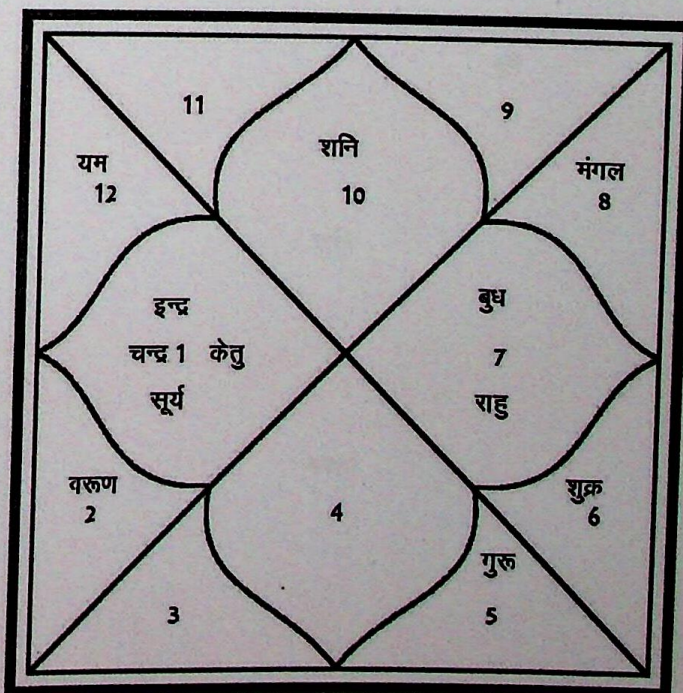 11
9
शनि
10
यम
12
मंगल
8
इन्द्र
चन्द्र 1 केतु
सूर्य
बुध
7
राहु
वरूण
2
4
शुक्र
6
गुरू
5
3